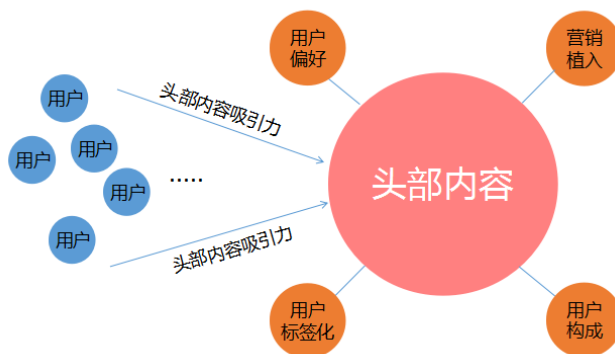 用户
偏好
营销
植入
用户
头部内容吸引力
用户
用户
用户
.....
头部内容
用户
头部内容吸引力
用户
标签化
用户
构成